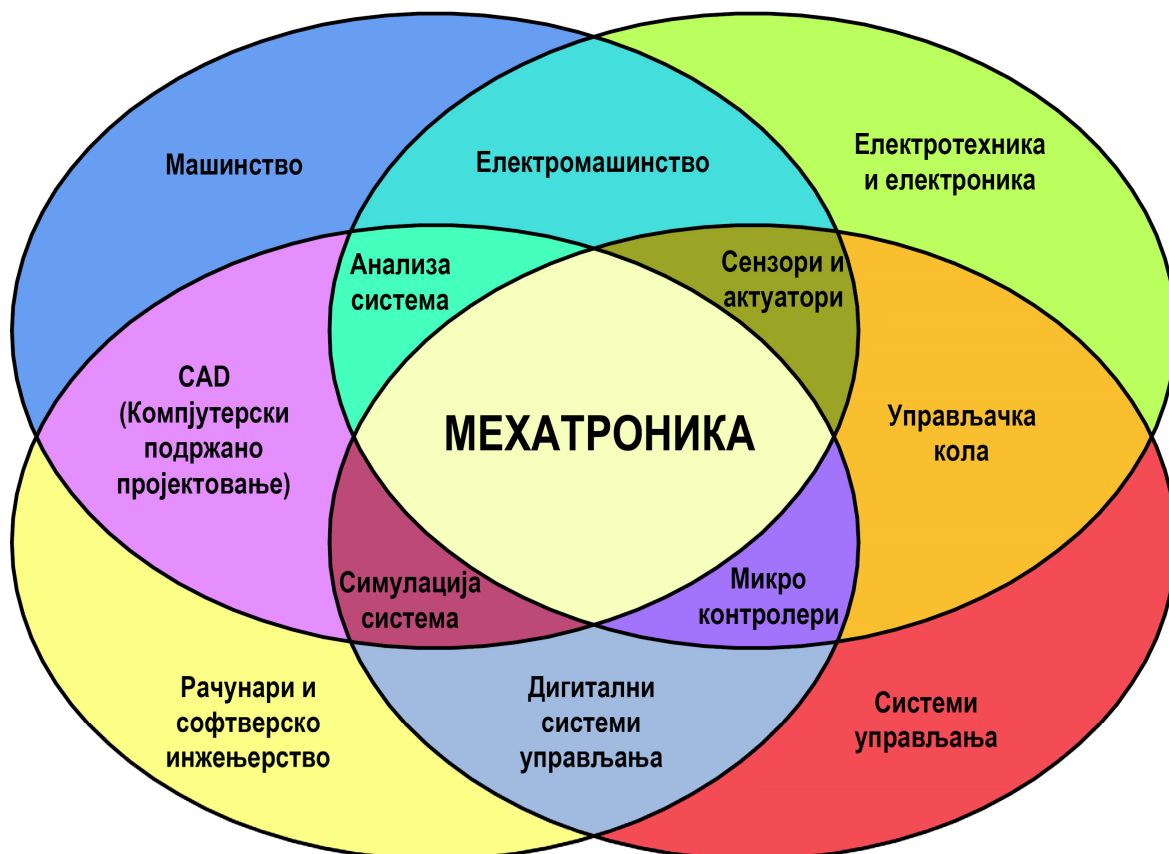 Машинство
Електромашинство
Електротехника
и електроника
Анализа
система
Сензори и
актуатори
CAD
(Компјутерски
подржано
пројектовање)
МЕХАТРОНИКА
Управљачка
кола
Симулација
система
Микро
контролери
Рачунари и
софтверско
инжењерство
Дигитални
системи
управљања
Системи
управљања